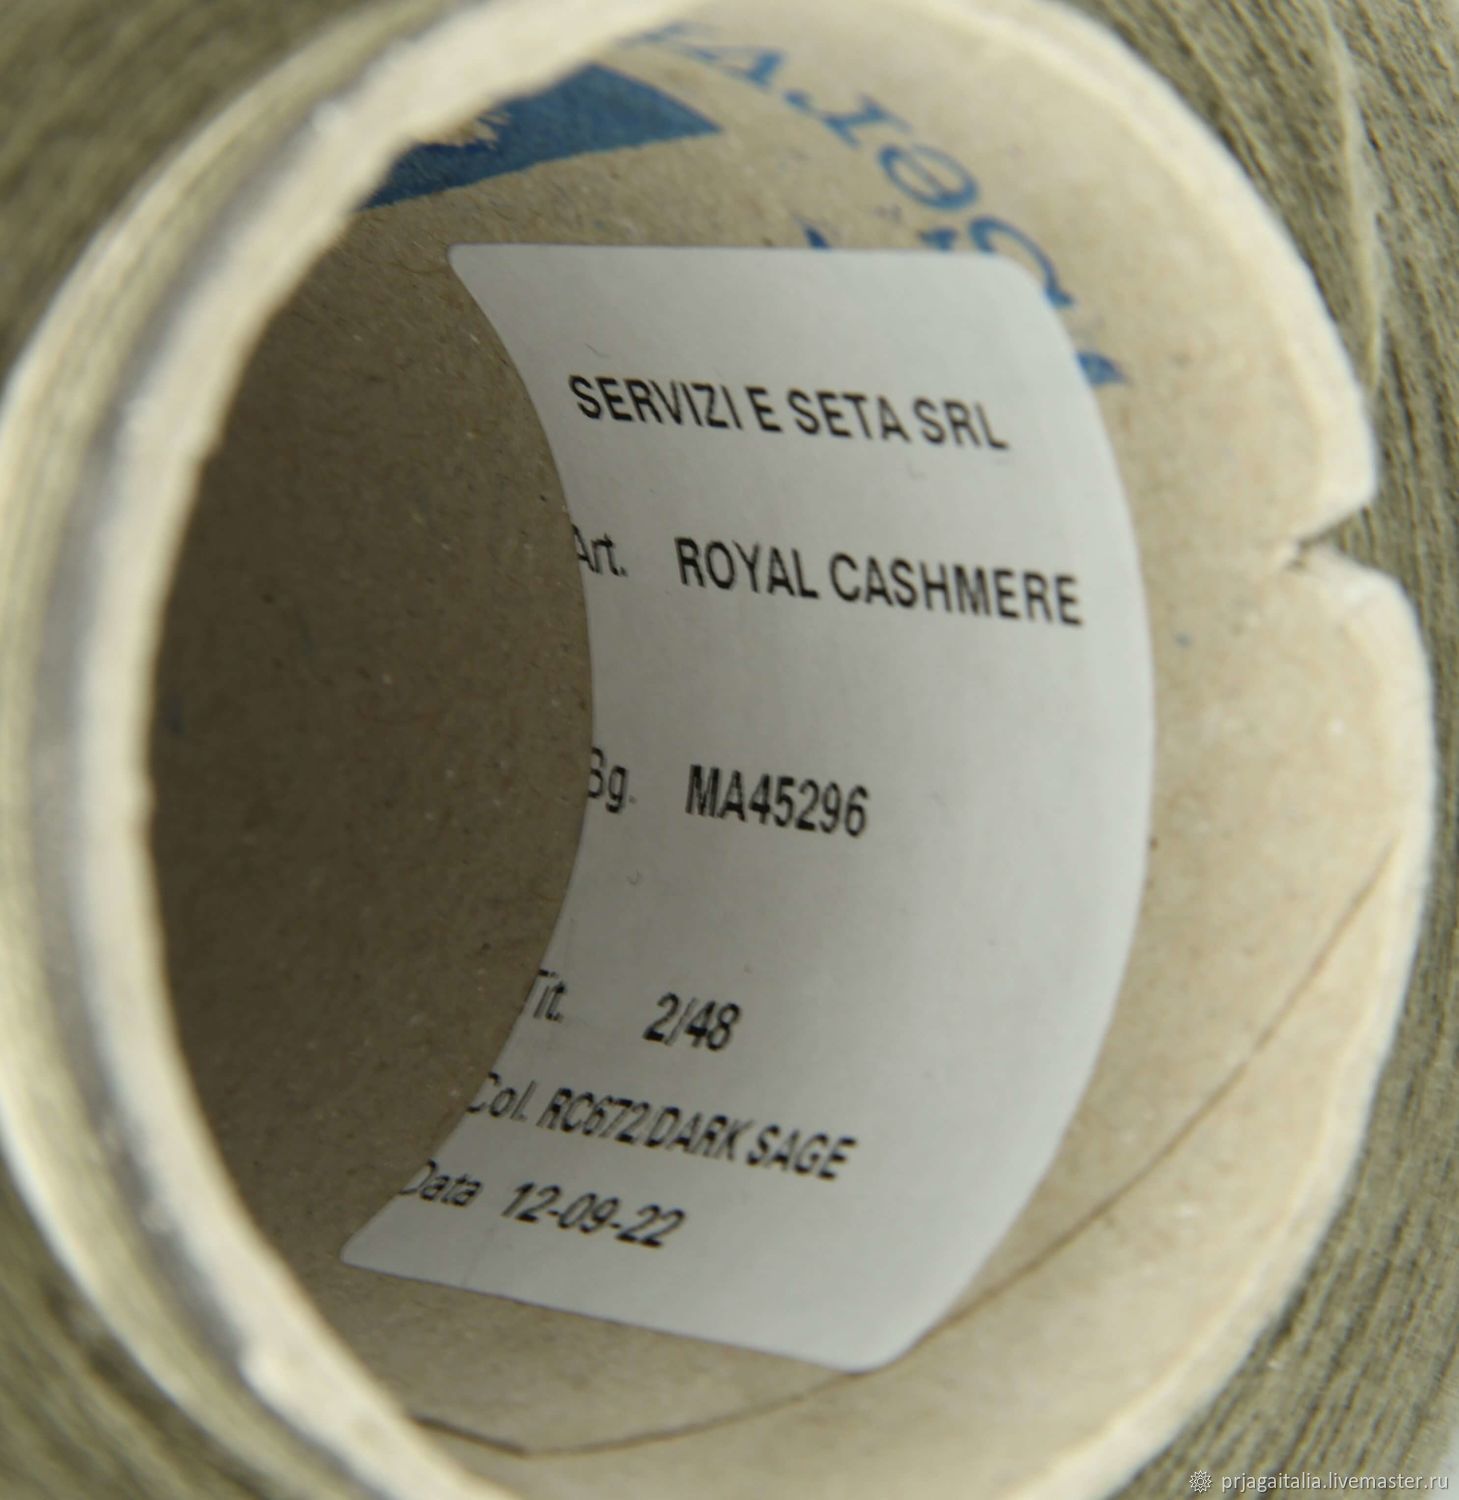 SERVIZI E SETA SRL
Art. ROYAL CASHMERE
Bg. MA45296
Tit. 2/48
Col. RC672/DARK SAGE
Data 12-09-22
prjagaitalia.livemaster.ru